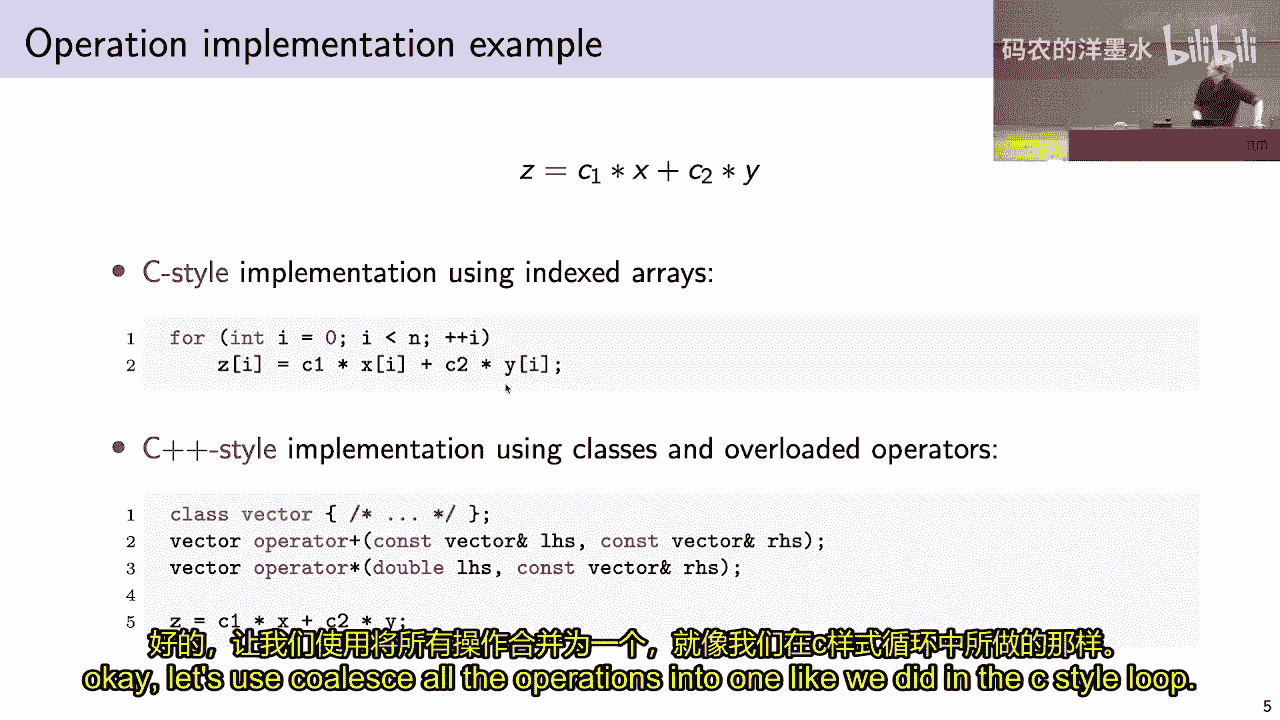 Operation implementation example
码农的洋墨水 bilibili
z = c₁ ∗ x + c₂ ∗ y
• C-style implementation using indexed arrays:
1 for (int i = 0; i < n; ++i)
2 z[i] = c1 * x[i] + c2 * y[i];
• C++-style implementation using classes and overloaded operators:
1 class vector { /* ... */ };
2 vector operator+(const vector& lhs, const vector& rhs);
3 vector operator*(double lhs, const vector& rhs);
4
5 z = c1 * x + c2 * y;
好的，让我们使用将所有操作合并为一个，就像我们在c样式循环中所做的那样。
okay, let's use coalesce all the operations into one like we did in the c style loop.
5